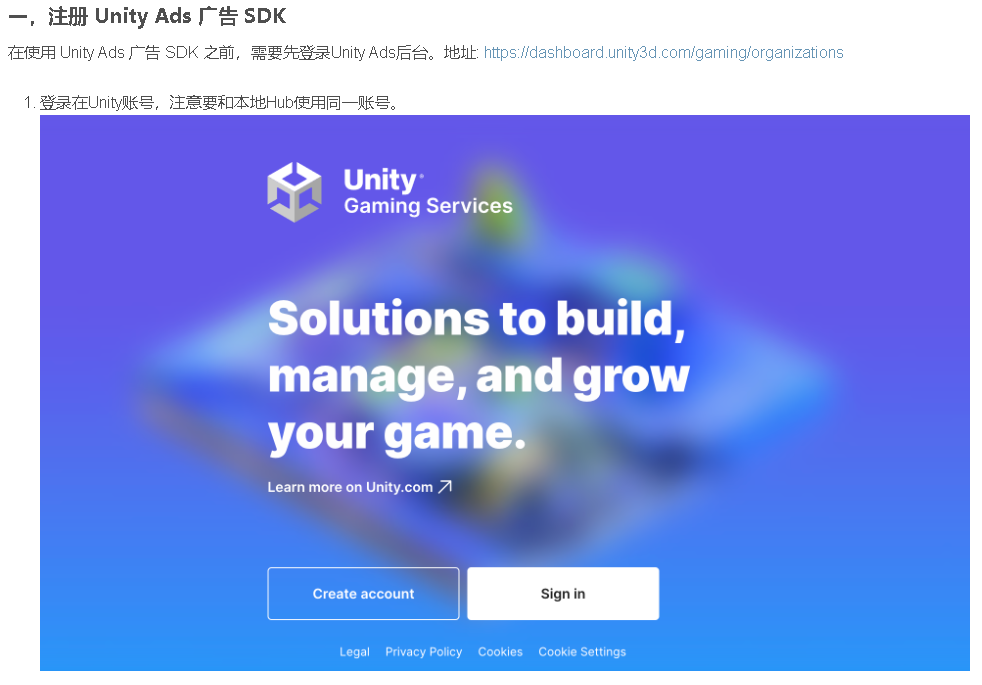 一，注册 Unity Ads 广告 SDK
在使用 Unity Ads 广告 SDK 之前，需要先登录Unity Ads后台。地址: https://dashboard.unity3d.com/gaming/organizations
1. 登录在Unity账号，注意要和本地Hub使用同一账号。
Unity
Gaming Services
Solutions to build,
manage, and grow
your game.
Learn more on Unity.com
Create account Sign in
Legal Privacy Policy Cookies Cookie Settings